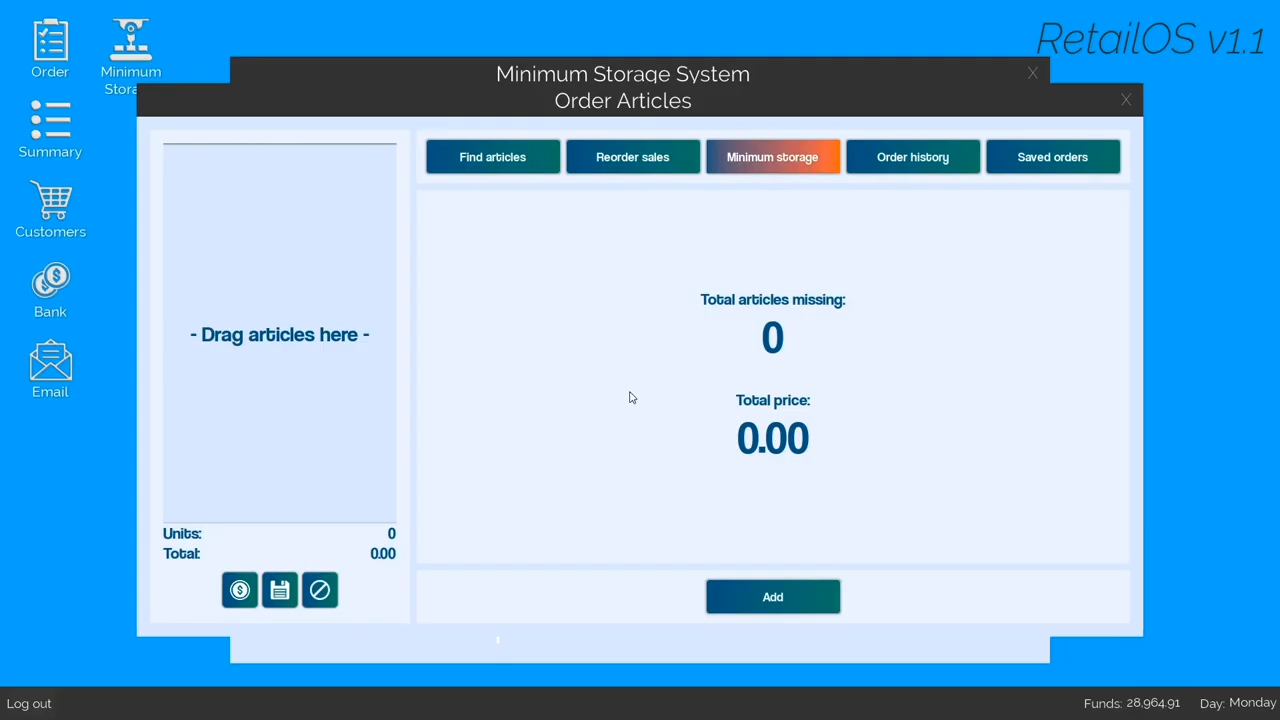 RetailOS v1.1
Order
Minimum
Stora
Summary
Customers
Bank
Email
Minimum Storage System
X
Order Articles
X
Find articles
Reorder sales
Minimum storage
Order history
Saved orders
- Drag articles here -
Total articles missing:
0
Total price:
0.00
Units: 0
Total: 0.00
Add
Log out
Funds: 28,964.91
Day: Monday